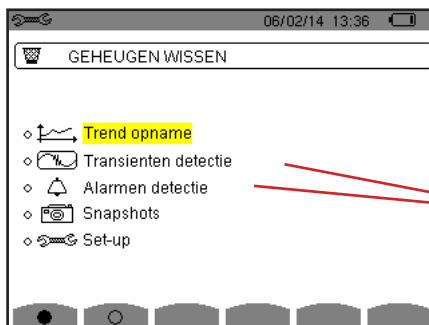 06/02/14 13:36
GEHEUGEN WISSEN
Trend opname
Transienten detectie
Alarmen detectie
Snapshots
Set-up